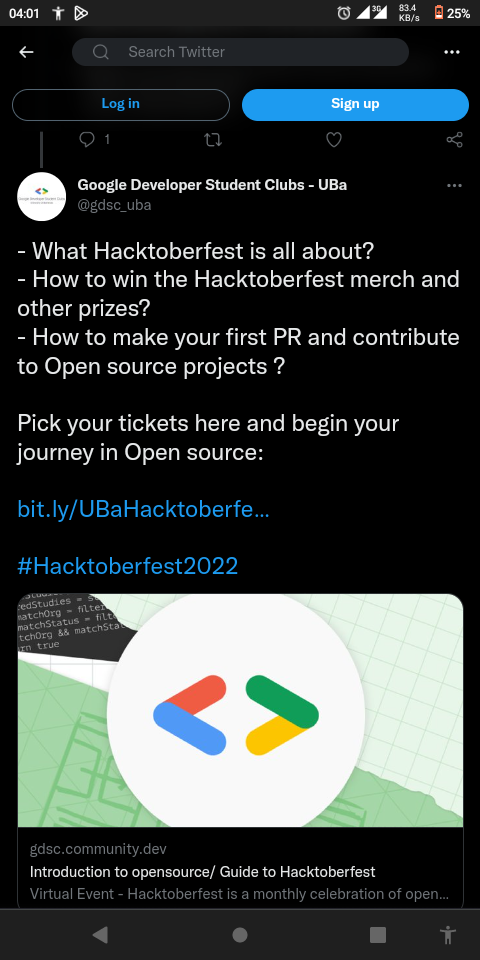 04:01
3G
83.4
KB/s
25%
Search Twitter
Log in
Sign up
1
Google Developer Student Clubs - UBa
@gdsc_uba
- What Hacktoberfest is all about?
- How to win the Hacktoberfest merch and
other prizes?
- How to make your first PR and contribute
to Open source projects ?
Pick your tickets here and begin your
journey in Open source:
bit.ly/UBaHacktoberfe…
#Hacktoberfest2022
redStudies =
matchOrg = filter
matchStatus = filt
tchOrg && matchStat
rn true
gdsc.community.dev
Introduction to opensource/ Guide to Hacktoberfest
Virtual Event - Hacktoberfest is a monthly celebration of open…